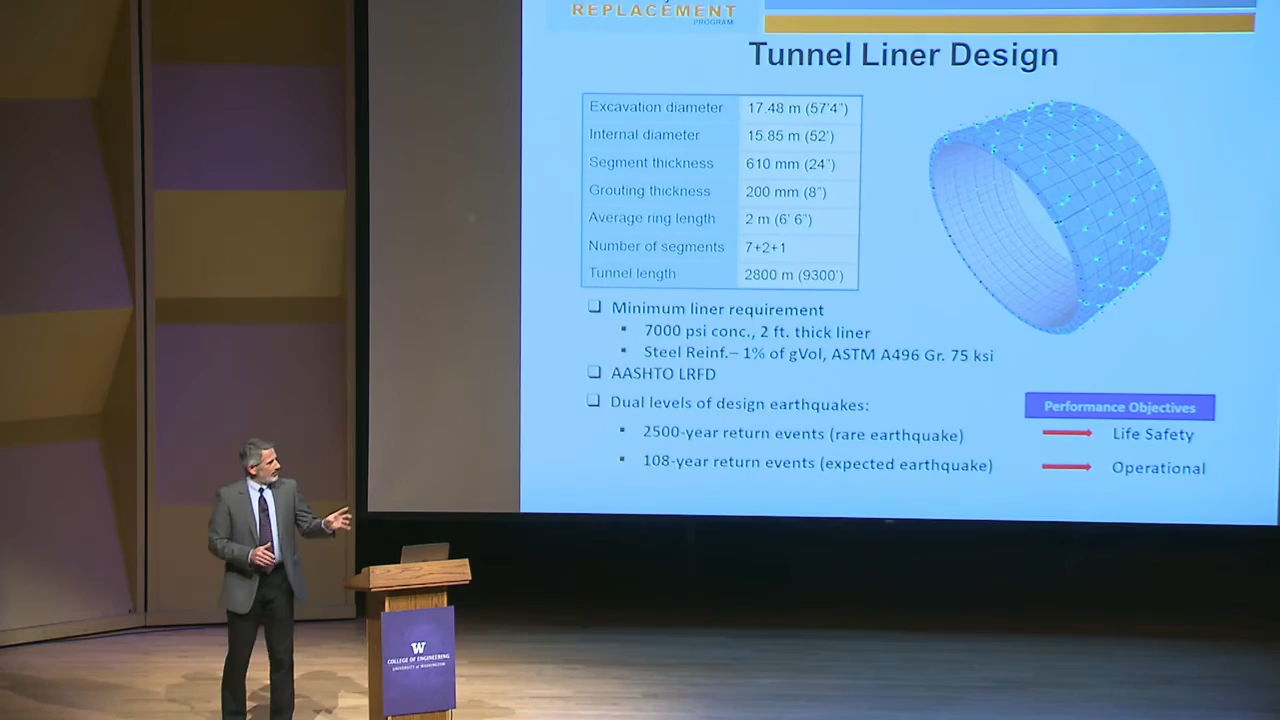 REPLACEMENT
PROGRAM
Tunnel Liner Design
Excavation diameter 17.48 m (57'4")
Internal diameter 15.85 m (52')
Segment thickness 610 mm (24")
Grouting thickness 200 mm (8")
Average ring length 2 m (6' 6")
Number of segments 7+2+1
Tunnel length 2800 m (9300')
❑ Minimum liner requirement
▪ 7000 psi conc., 2 ft. thick liner
▪ Steel Reinf.– 1% of gVol, ASTM A496 Gr. 75 ksi
❑ AASHTO LRFD
❑ Dual levels of design earthquakes:
Performance Objectives
▪ 2500-year return events (rare earthquake) Life Safety
▪ 108-year return events (expected earthquake) Operational
W
COLLEGE OF ENGINEERING
UNIVERSITY of WASHINGTON